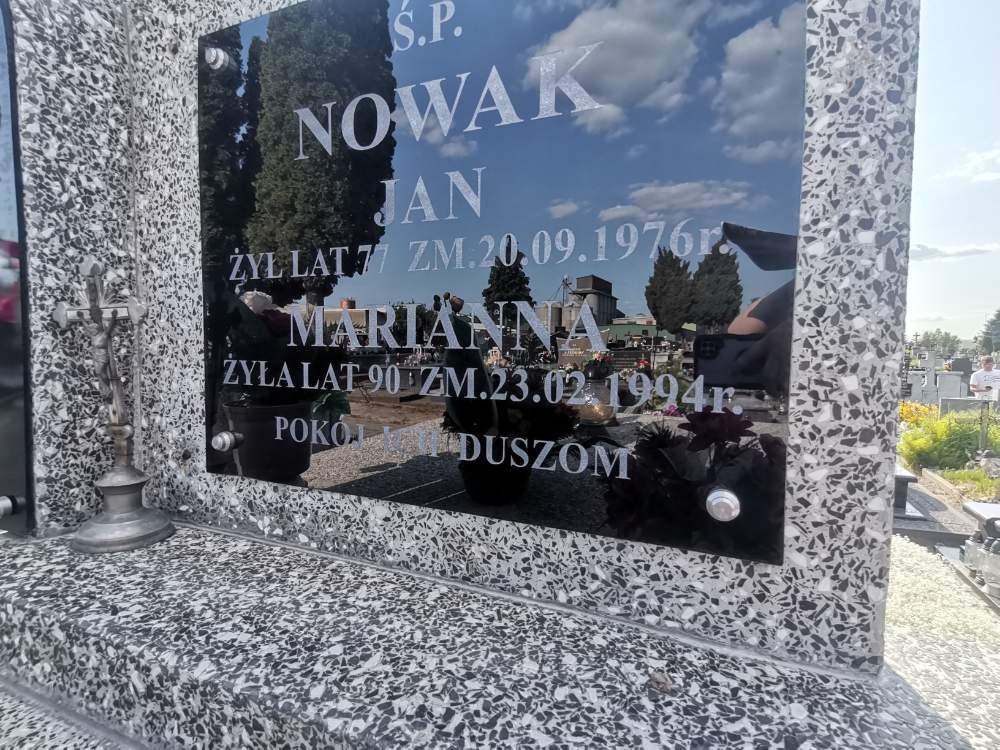 Ś.P.
NOWAK
JAN
ŻYŁ LAT 77 ZM.20.09.1976r.
MARIANNA
ŻYŁA LAT 90 ZM.23.02.1994r.
POKÓJ ICH DUSZOM